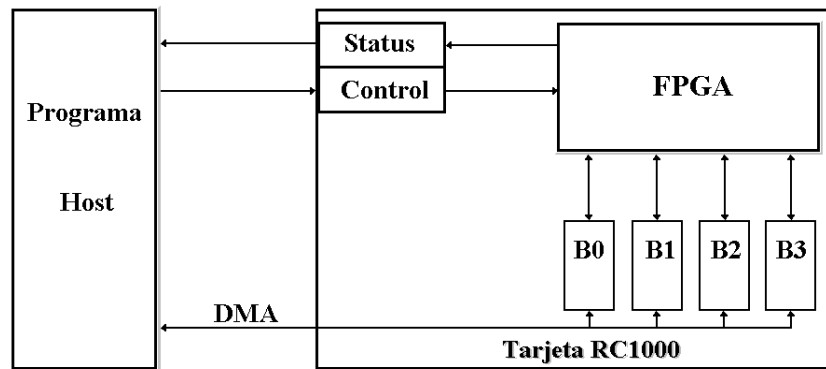 Programa
Host
Status
Control
FPGA
B0 B1 B2 B3
DMA
Tarjeta RC1000